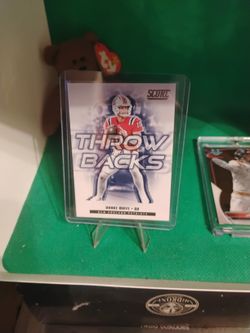 SCORE
THROW
BACKS
DRAKE MAYE • QB
NEW ENGLAND PATRIOTS